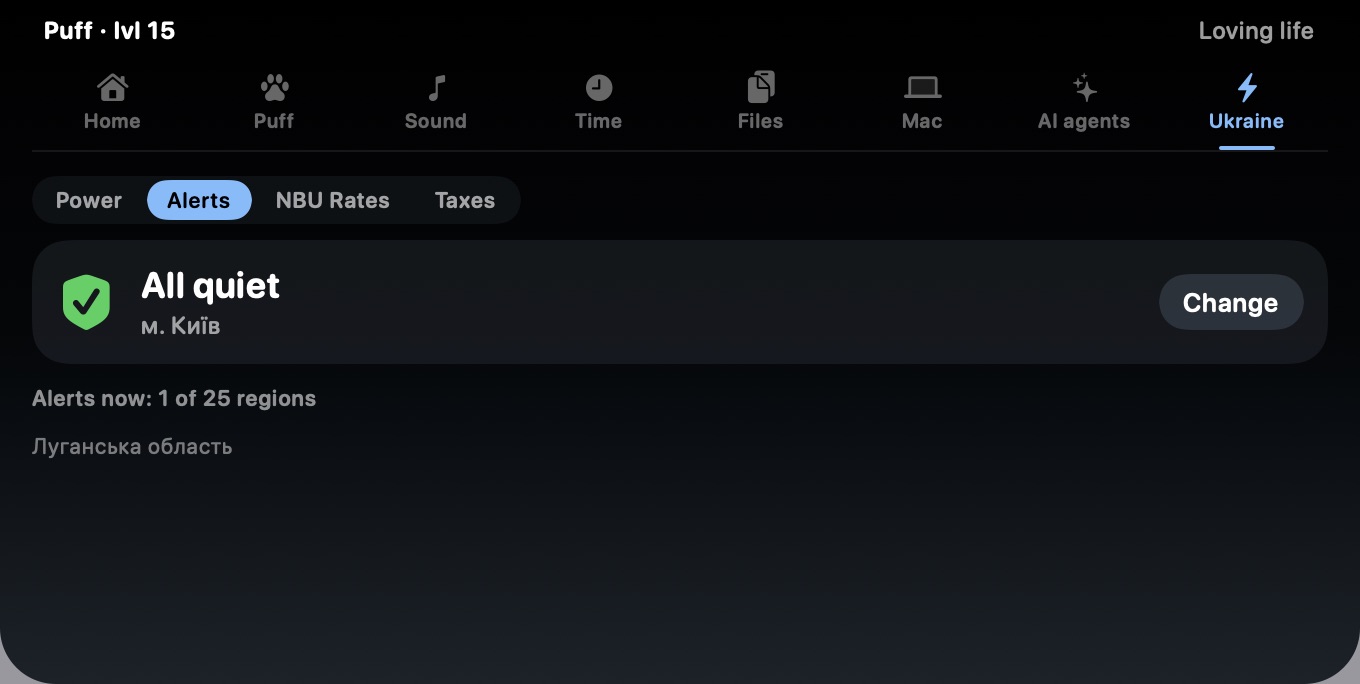 Puff · lvl 15
Loving life
Home
Puff
Sound
Time
Files
Mac
AI agents
Ukraine
Power
Alerts
NBU Rates
Taxes
All quiet
м. Київ
Change
Alerts now: 1 of 25 regions
Луганська область